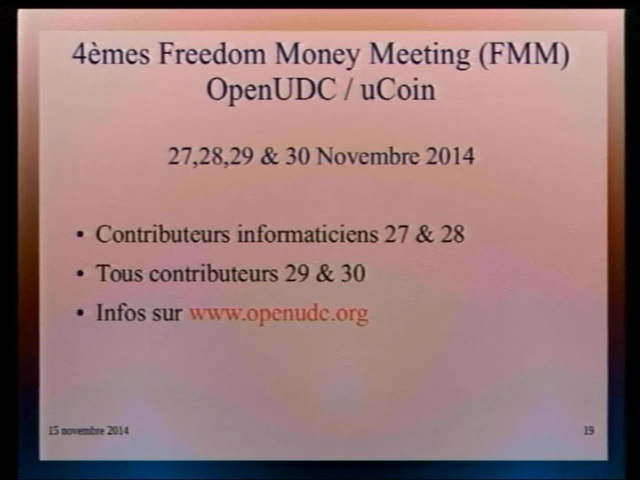 4èmes Freedom Money Meeting (FMM)
OpenUDC / uCoin
27,28,29 & 30 Novembre 2014
• Contributeurs informaticiens 27 & 28
• Tous contributeurs 29 & 30
• Infos sur www.openudc.org
15 novembre 2014
19